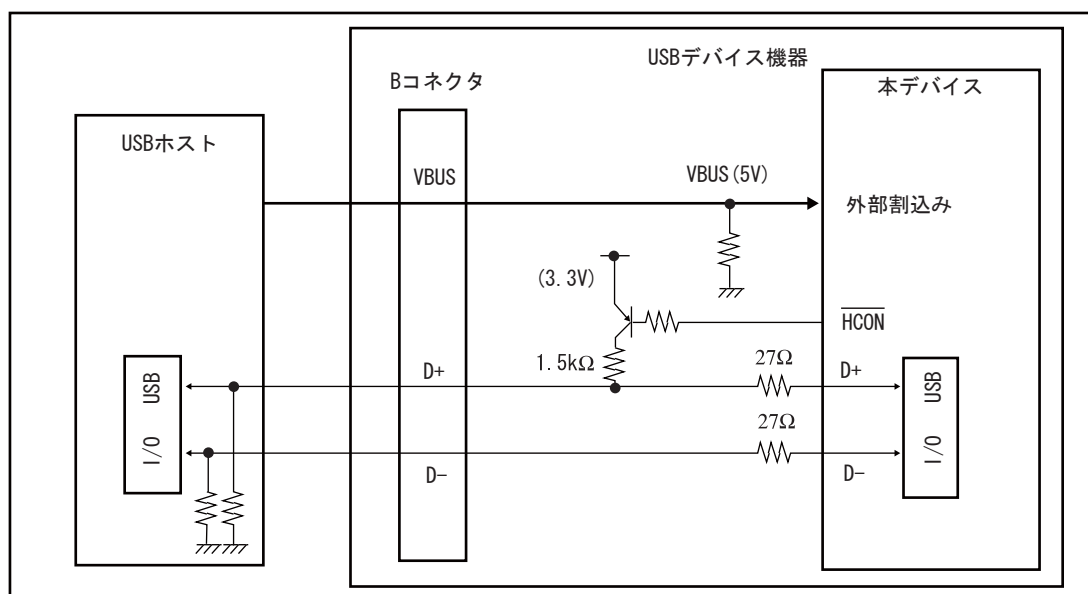 USBデバイス機器
Bコネクタ
本デバイス
USBホスト
VBUS
VBUS(5V)
外部割込み
(3.3V)
HCON
1.5kΩ
27Ω
D+
D+
USB
I/O
27Ω
D-
D-
USB
I/O